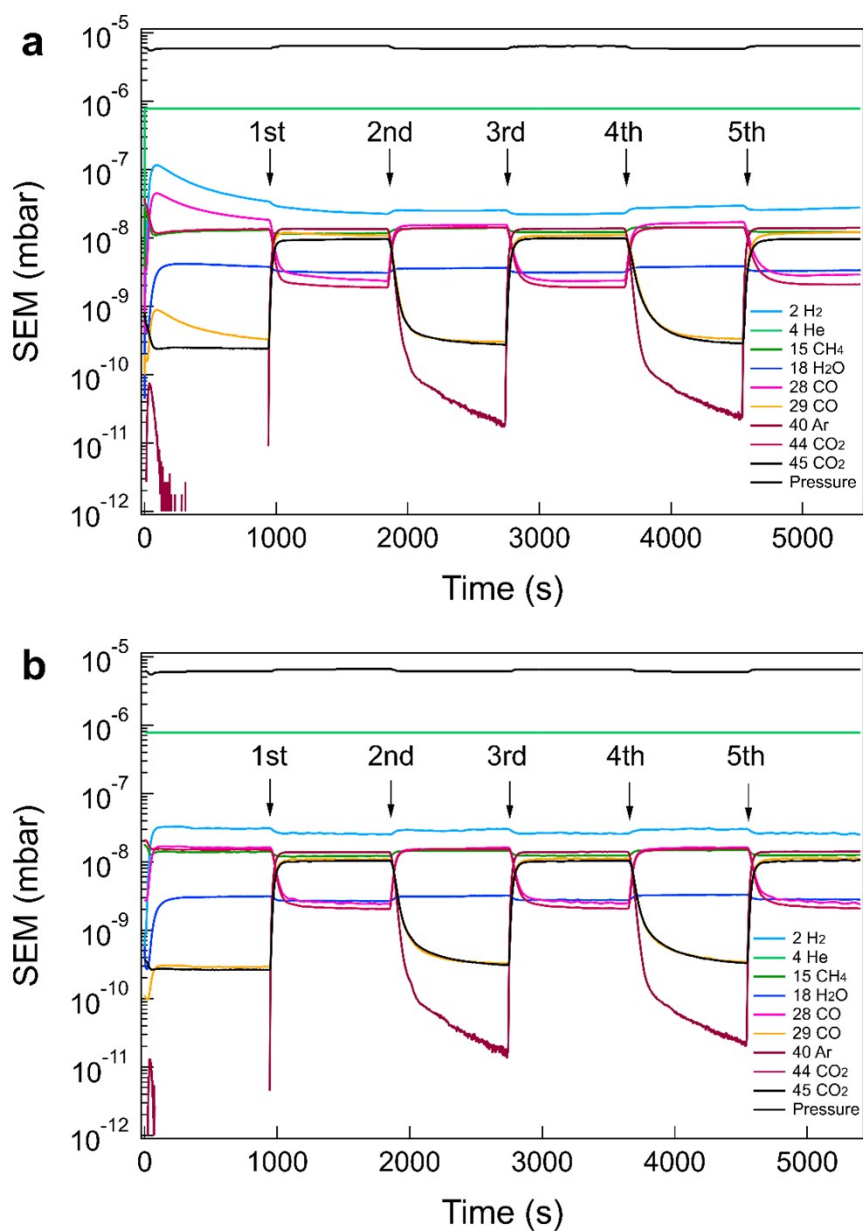 a
10-5
10-6
10-7
10-8
10-9
10-10
10-11
10-12
SEM (mbar)
1st 2nd 3rd 4th 5th
2 H2
4 He
15 CH4
18 H2O
28 CO
29 CO
40 Ar
44 CO2
45 CO2
Pressure
0 1000 2000 3000 4000 5000
Time (s)
b
10-5
10-6
10-7
10-8
10-9
10-10
10-11
10-12
SEM (mbar)
1st 2nd 3rd 4th 5th
2 H2
4 He
15 CH4
18 H2O
28 CO
29 CO
40 Ar
44 CO2
45 CO2
Pressure
0 1000 2000 3000 4000 5000
Time (s)